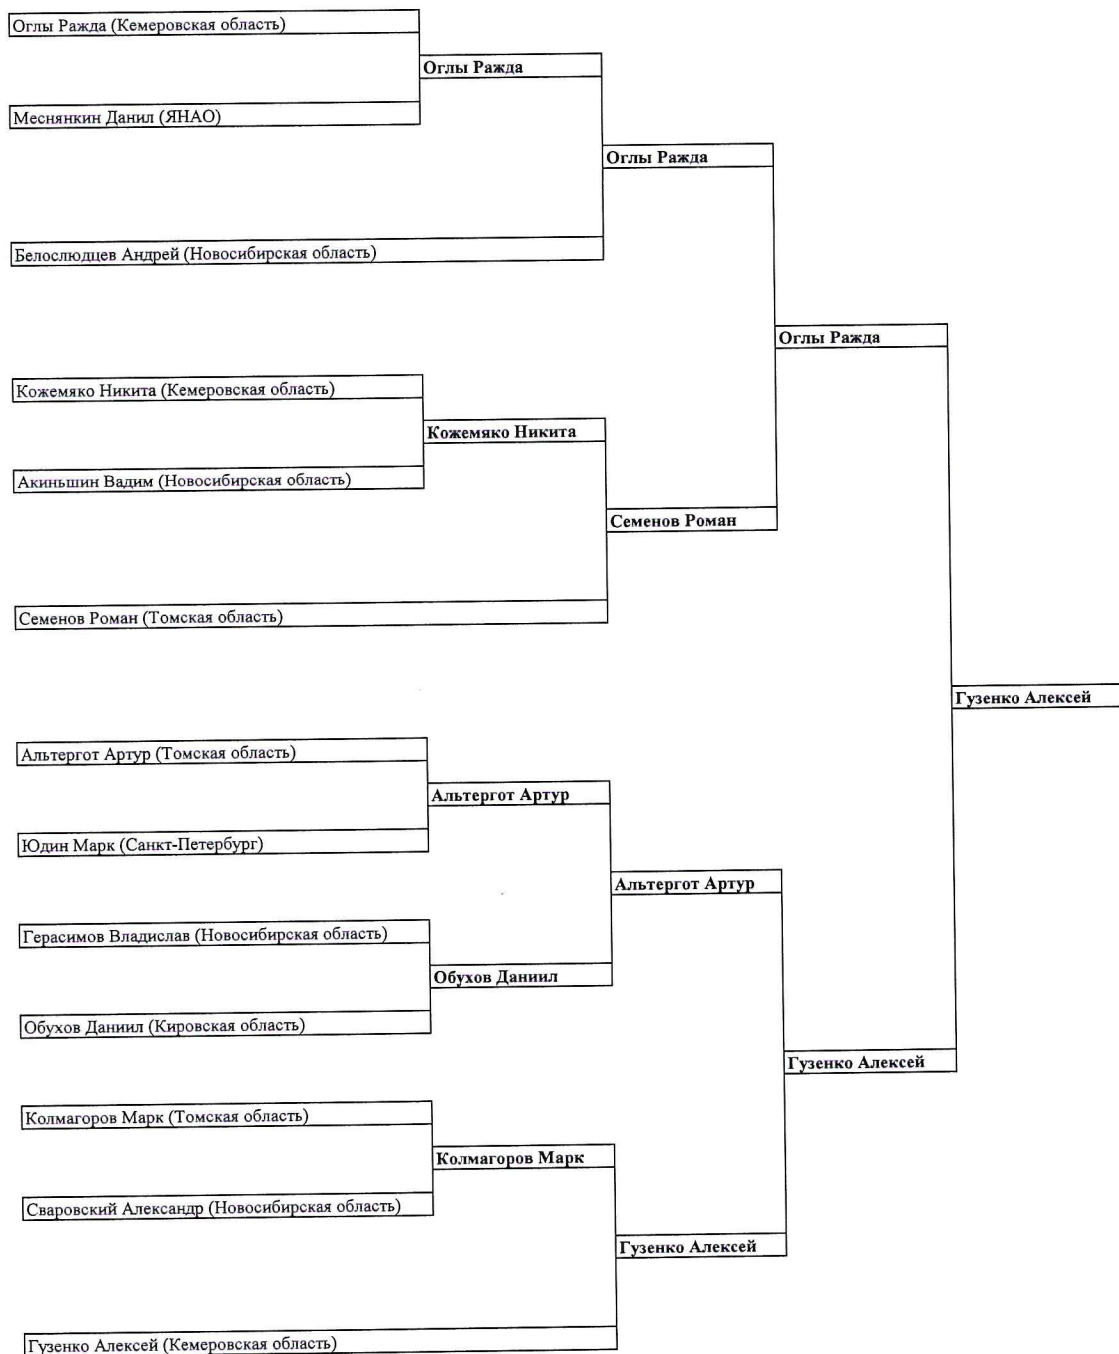 Оглы Ражда (Кемеровская область)
Оглы Ражда
Меснянкин Данил (ЯНАО)
Оглы Ражда
Белослюдцев Андрей (Новосибирская область)
Оглы Ражда
Кожемяко Никита (Кемеровская область)
Кожемяко Никита
Акиньшин Вадим (Новосибирская область)
Семенов Роман
Семенов Роман (Томская область)
Гузенко Алексей
Альтергот Артур (Томская область)
Альтергот Артур
Юдин Марк (Санкт-Петербург)
Альтергот Артур
Герасимов Владислав (Новосибирская область)
Обухов Даниил
Обухов Даниил (Кировская область)
Гузенко Алексей
Колмагоров Марк (Томская область)
Колмагоров Марк
Сваровский Александр (Новосибирская область)
Гузенко Алексей
Гузенко Алексей (Кемеровская область)